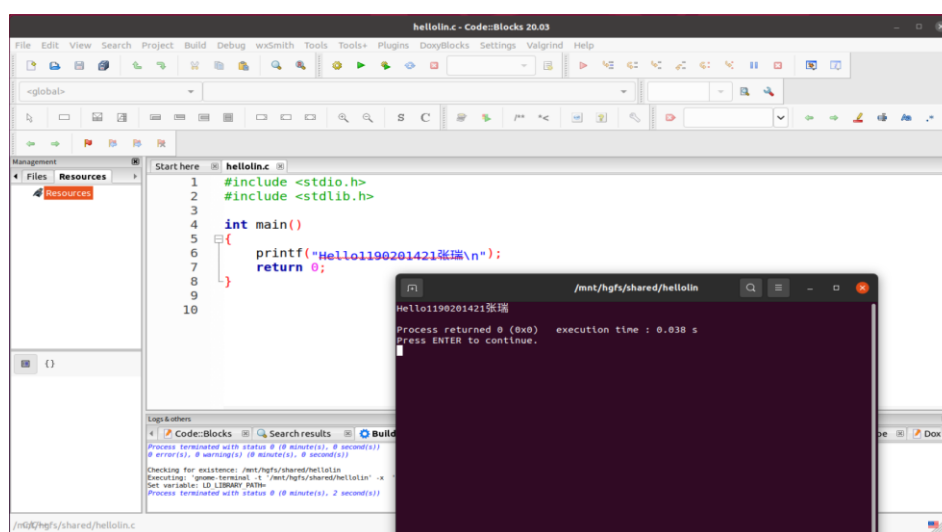 hellolin.c - Code::Blocks 20.03
File Edit View Search Project Build Debug wxSmith Tools Tools+ Plugins DoxyBlocks Settings Valgrind Help
<global>
S C /** *<
Management
Files Resources
Resources
Start here hellolin.c
1 #include <stdio.h>
2 #include <stdlib.h>
3
4 int main()
5 {
6 printf("Hello1190201421张瑞\n");
7 return 0;
8 }
9
10
/mnt/hgfs/shared/hellolin
Hello1190201421张瑞
Process returned 0 (0x0) execution time : 0.038 s
Press ENTER to continue.
{}
Logs & others
Code::Blocks Search results Build
pe Dox
Process terminated with status 0 (0 minute(s), 0 second(s))
0 error(s), 0 warning(s) (0 minute(s), 0 second(s))
Checking for existence: /mnt/hgfs/shared/hellolin
Executing: 'gnome-terminal -t '/mnt/hgfs/shared/hellolin' -x
Set variable: LD_LIBRARY_PATH=
Process terminated with status 0 (0 minute(s), 2 second(s))
/hgfs/shared/hellolin.c